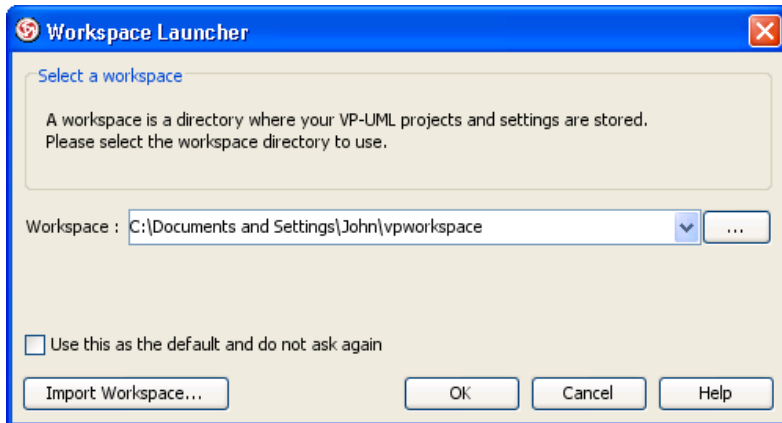 Workspace Launcher
Select a workspace
A workspace is a directory where your VP-UML projects and settings are stored.
Please select the workspace directory to use.
Workspace : C:\Documents and Settings\John\vpworkspace ...
Use this as the default and do not ask again
Import Workspace... OK Cancel Help